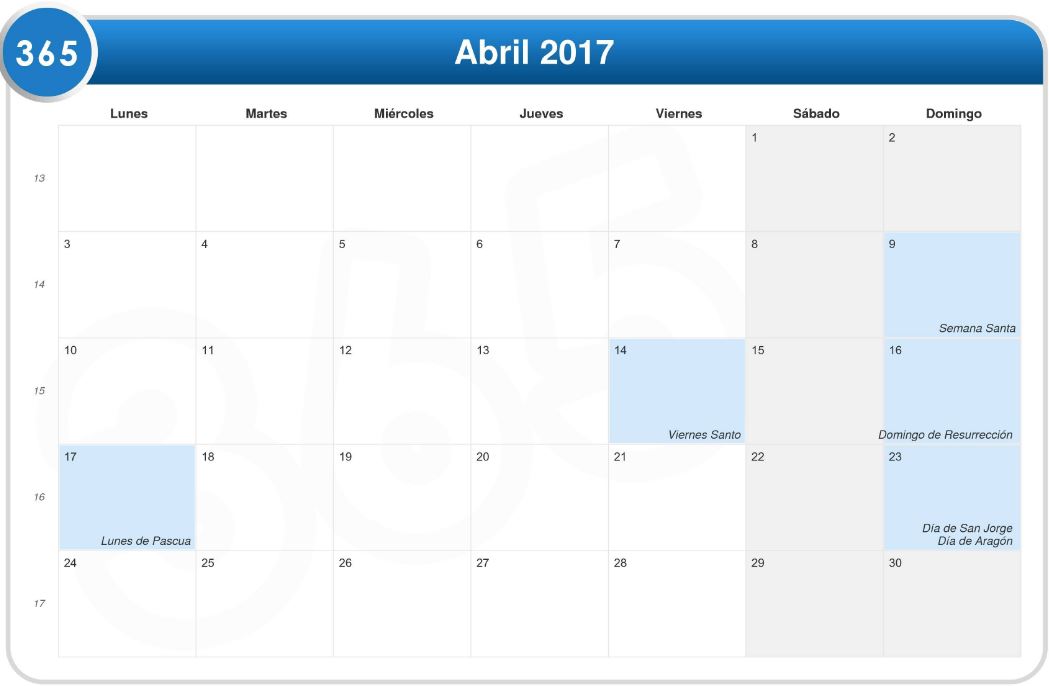 365
Abril 2017
Lunes Martes Miércoles Jueves Viernes Sábado Domingo
1 2
13
3 4 5 6 7 8 9
14
Semana Santa
10 11 12 13 14 15 16
15
Viernes Santo Domingo de Resurrección
17 18 19 20 21 22 23
16
Día de San Jorge
Lunes de Pascua Día de Aragón
24 25 26 27 28 29 30
17